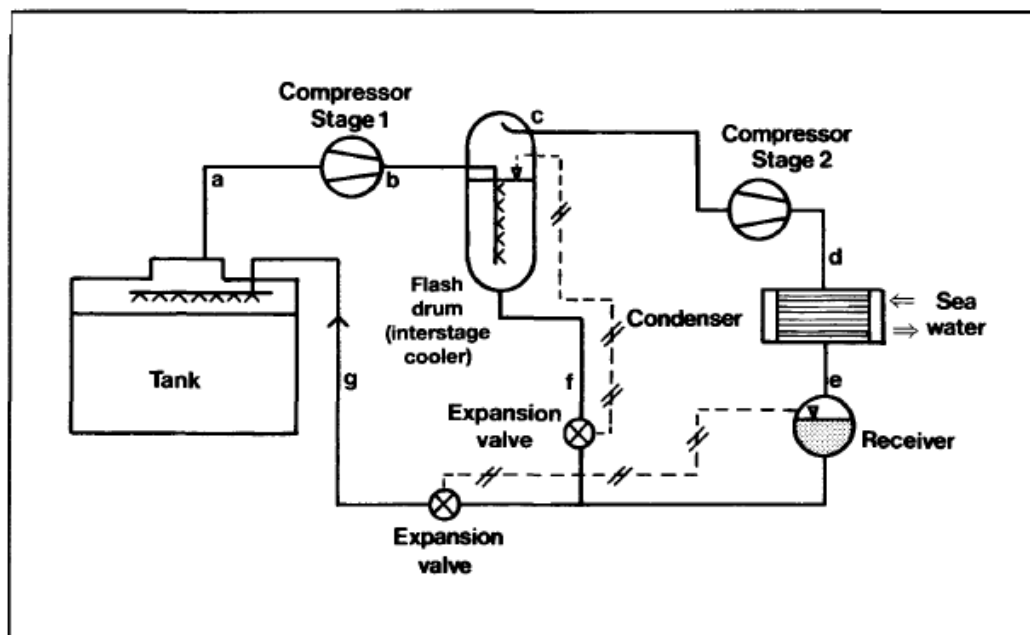 Compressor
Stage 1
a
b
c
Compressor
Stage 2
d
Flash
drum
(interstage
cooler)
Condenser
Sea
water
Tank
g
f
e
Expansion
valve
Receiver
Expansion
valve